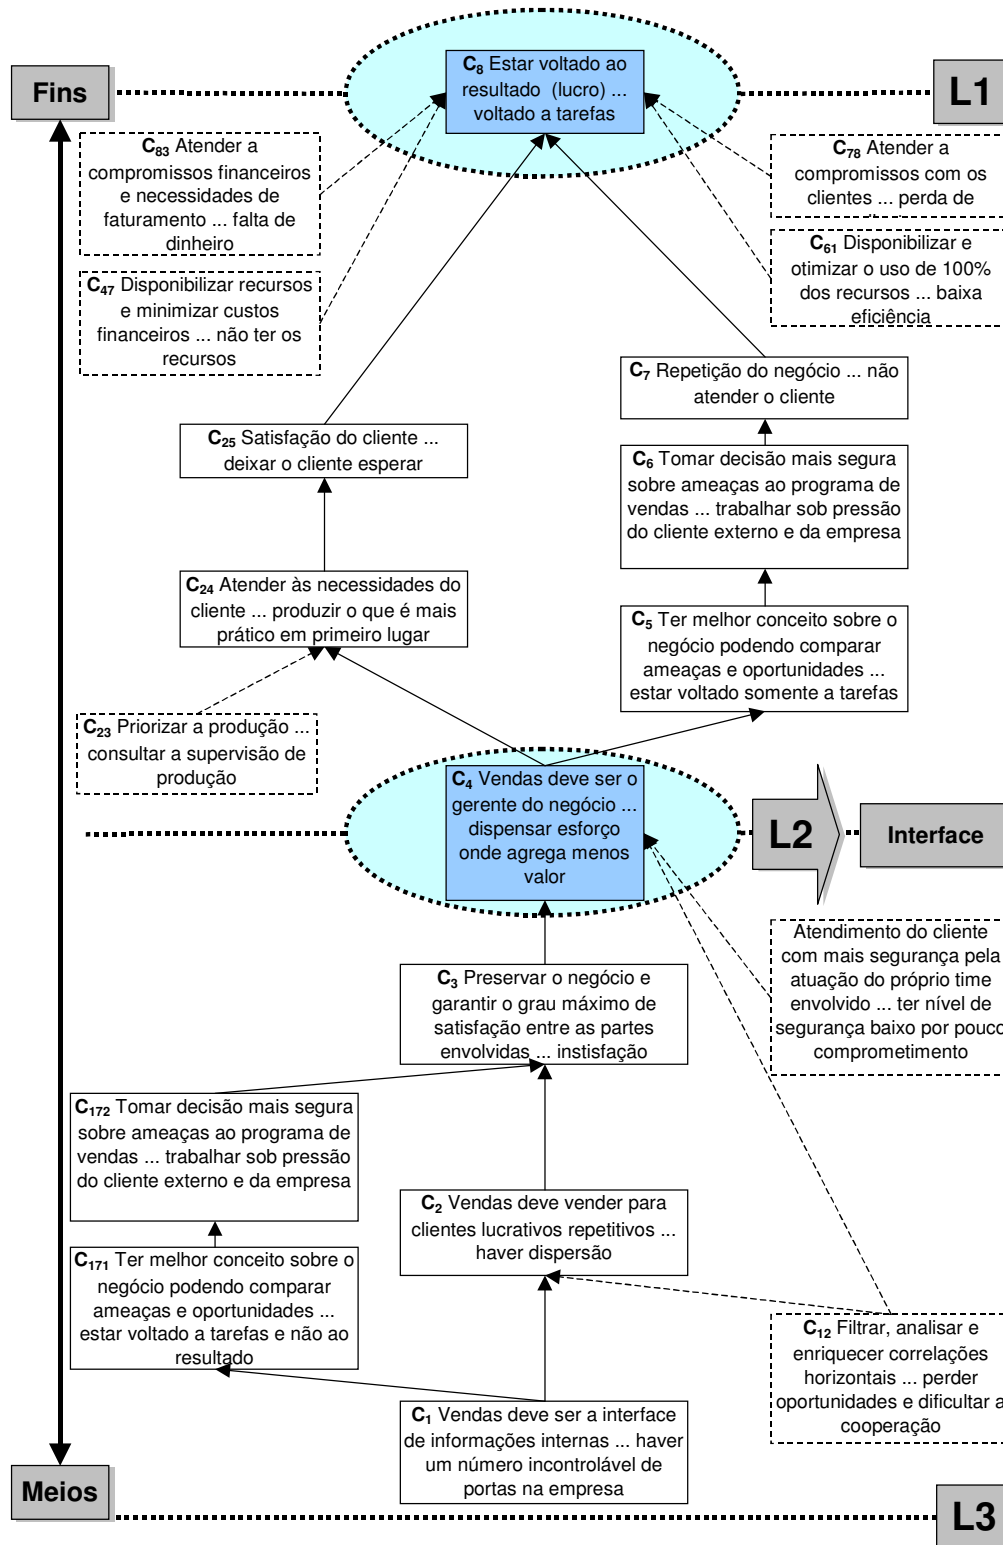 C8 Estar voltado ao
resultado (lucro) ...
voltado a tarefas
Fins
L1
C83 Atender a
compromissos financeiros
e necessidades de
faturamento ... falta de
dinheiro
C78 Atender a
compromissos com os
clientes ... perda de
C47 Disponibilizar recursos
e minimizar custos
financeiros ... não ter os
recursos
C61 Disponibilizar e
otimizar o uso de 100%
dos recursos ... baixa
eficiência
C7 Repetição do negócio ... não
atender o cliente
C25 Satisfação do cliente ...
deixar o cliente esperar
C6 Tomar decisão mais segura
sobre ameaças ao programa de
vendas ... trabalhar sob pressão
do cliente externo e da empresa
C24 Atender às necessidades do
cliente ... produzir o que é mais
prático em primeiro lugar
C5 Ter melhor conceito sobre o
negócio podendo comparar
ameaças e oportunidades ...
estar voltado somente a tarefas
C23 Priorizar a produção ...
consultar a supervisão de
produção
C4 Vendas deve ser o
gerente do negócio ...
dispensar esforço
onde agrega menos
valor
L2
Interface
Atendimento do cliente
com mais segurança pela
atuação do próprio time
envolvido ... ter nível de
segurança baixo por pouco
comprometimento
C3 Preservar o negócio e
garantir o grau máximo de
satisfação entre as partes
envolvidas ... instisfação
C172 Tomar decisão mais segura
sobre ameaças ao programa de
vendas ... trabalhar sob pressão
do cliente externo e da empresa
C2 Vendas deve vender para
clientes lucrativos repetitivos ...
haver dispersão
C171 Ter melhor conceito sobre o
negócio podendo comparar
ameaças e oportunidades ...
estar voltado a tarefas e não ao
resultado
C12 Filtrar, analisar e
enriquecer correlações
horizontais ... perder
oportunidades e dificultar a
cooperação
C1 Vendas deve ser a interface
de informações internas ... haver
um número incontrolável de
portas na empresa
Meios
L3